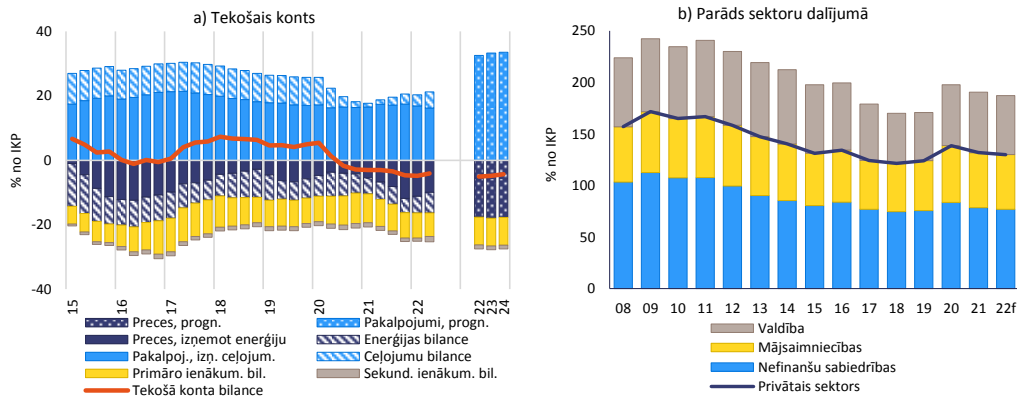 a) Tekošais konts
40
20
0
-20
-40
% no IKP
15
16
17
18
19
20
21
22
22
23
24
Preces, progn.
Pakalpojumi, progn.
Preces, izņemot enerģiju
Enerģijas bilance
Pakalpoj., izņ. ceļojum.
Ceļojumu bilance
Primāro ienākum. bil.
Sekund. ienākum. bil.
Tekošā konta bilance
b) Parāds sektoru dalījumā
250
200
150
100
50
0
% no IKP
08 09 10 11 12 13 14 15 16 17 18 19 20 21 22f
Valdība
Mājsaimniecības
Nefinanšu sabiedrības
Privātais sektors